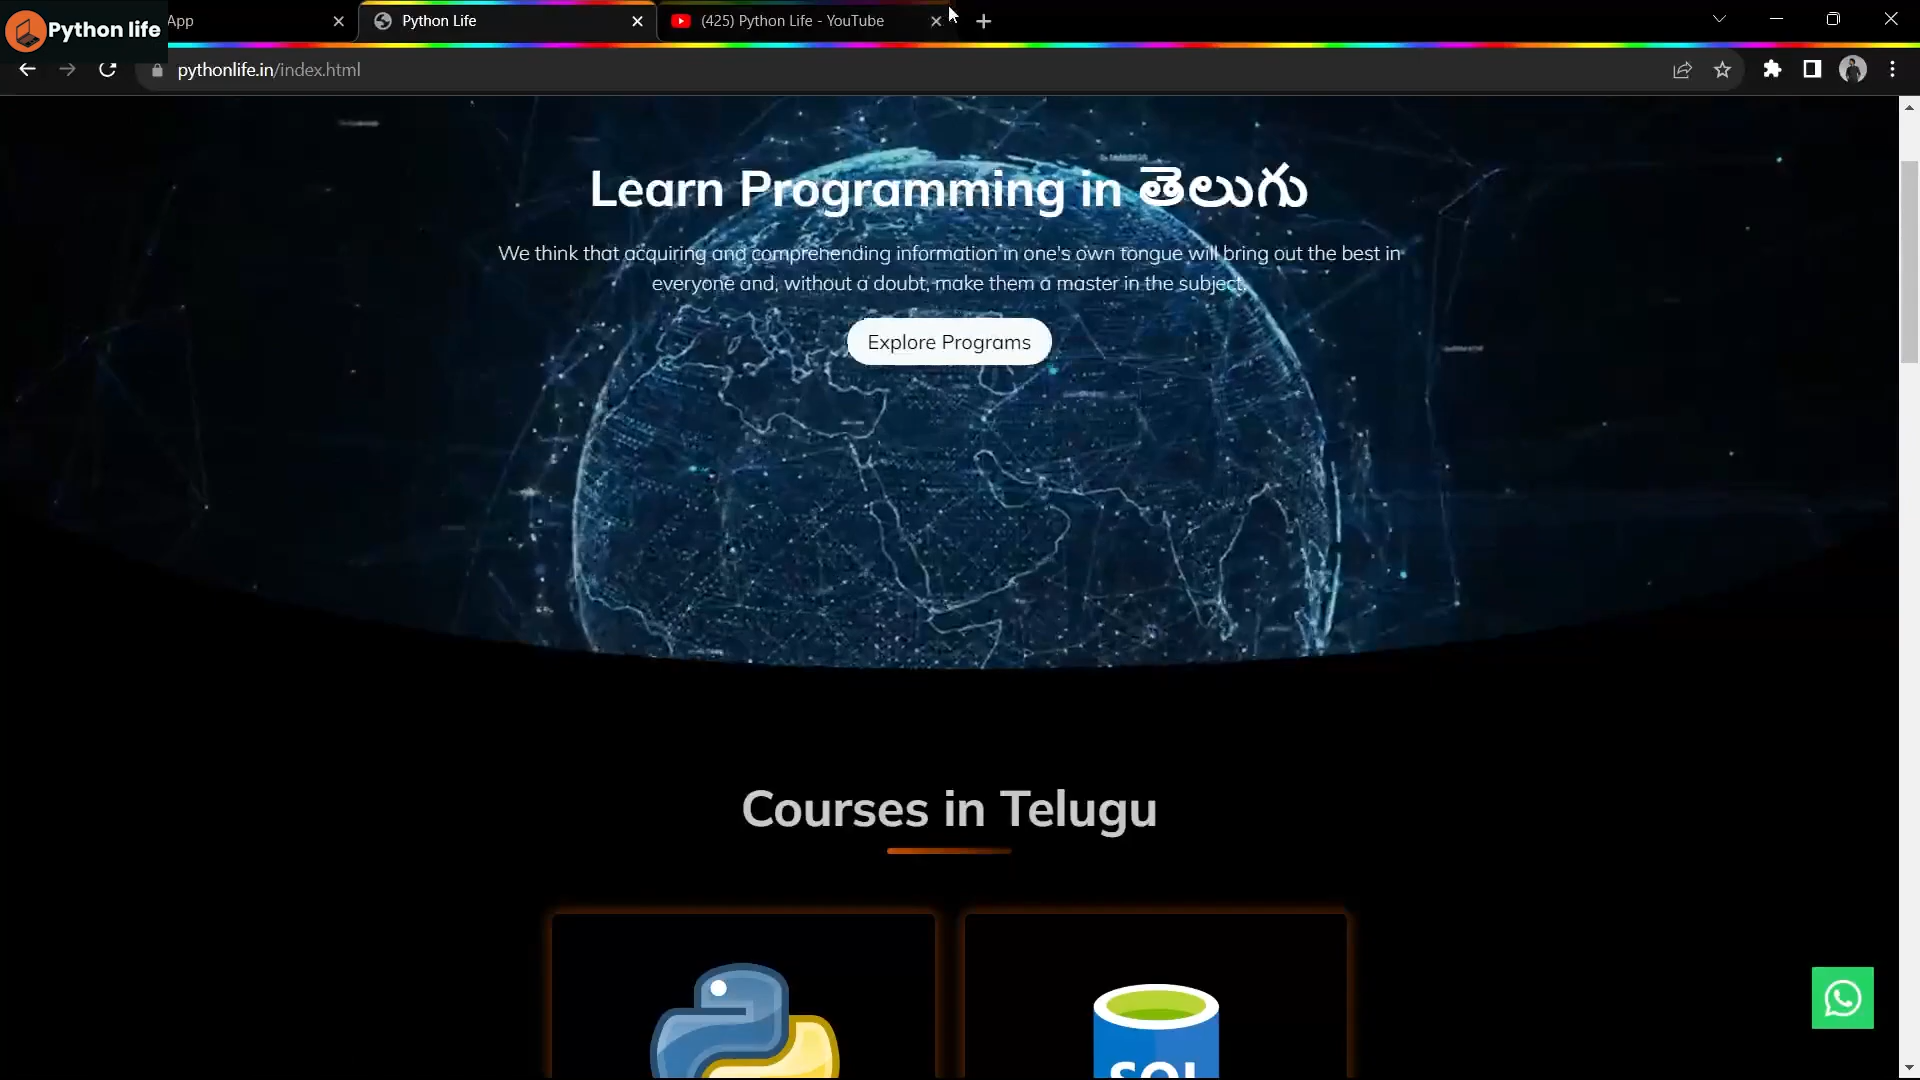 Python life
App
Python Life
(425) Python Life - YouTube
pythonlife.in/index.html
Learn Programming in తెలుగు
We think that acquiring and comprehending information in one's own tongue will bring out the best in
everyone and, without a doubt, make them a master in the subject.
Explore Programs
Courses in Telugu
SQL